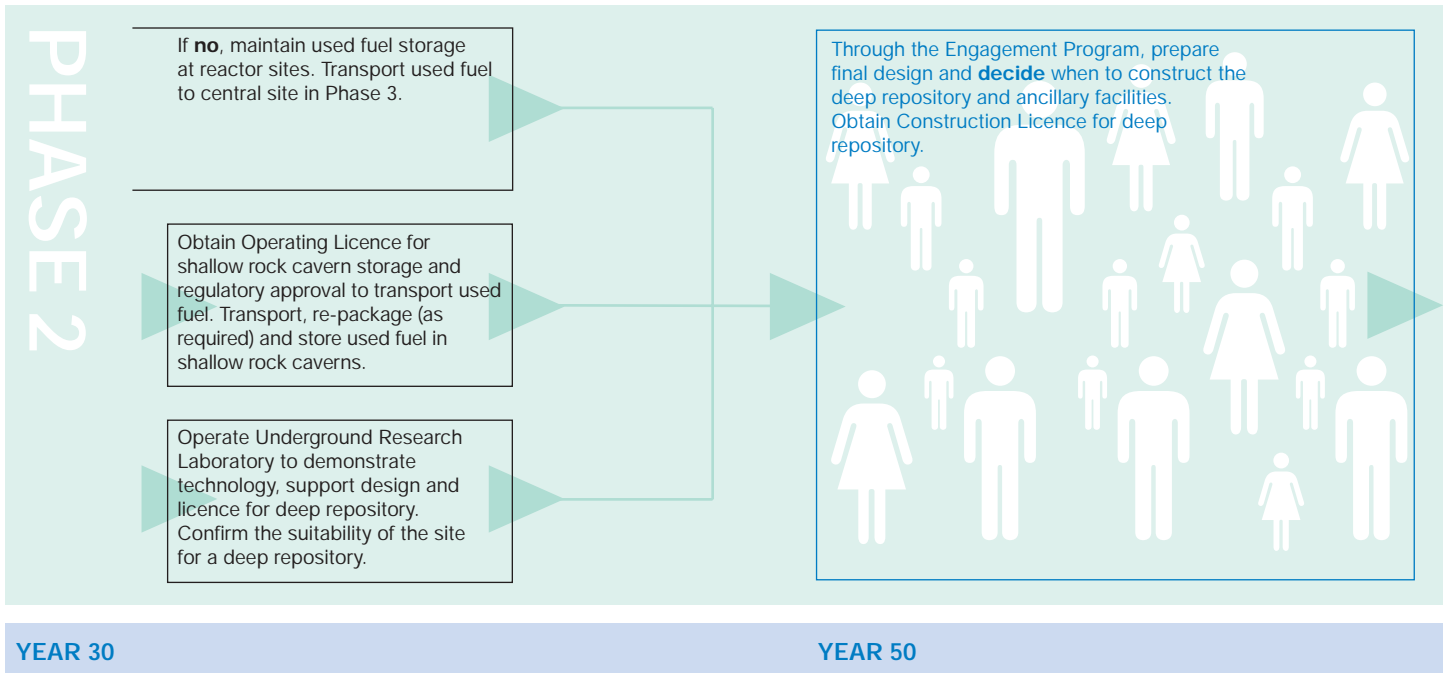 PHASE 2
If no, maintain used fuel storage
at reactor sites. Transport used fuel
to central site in Phase 3.
Obtain Operating Licence for
shallow rock cavern storage and
regulatory approval to transport used
fuel. Transport, re-package (as
required) and store used fuel in
shallow rock caverns.
Operate Underground Research
Laboratory to demonstrate
technology, support design and
licence for deep repository.
Confirm the suitability of the site
for a deep repository.
Through the Engagement Program, prepare
final design and decide when to construct the
deep repository and ancillary facilities.
Obtain Construction Licence for deep
repository.
YEAR 30
YEAR 50